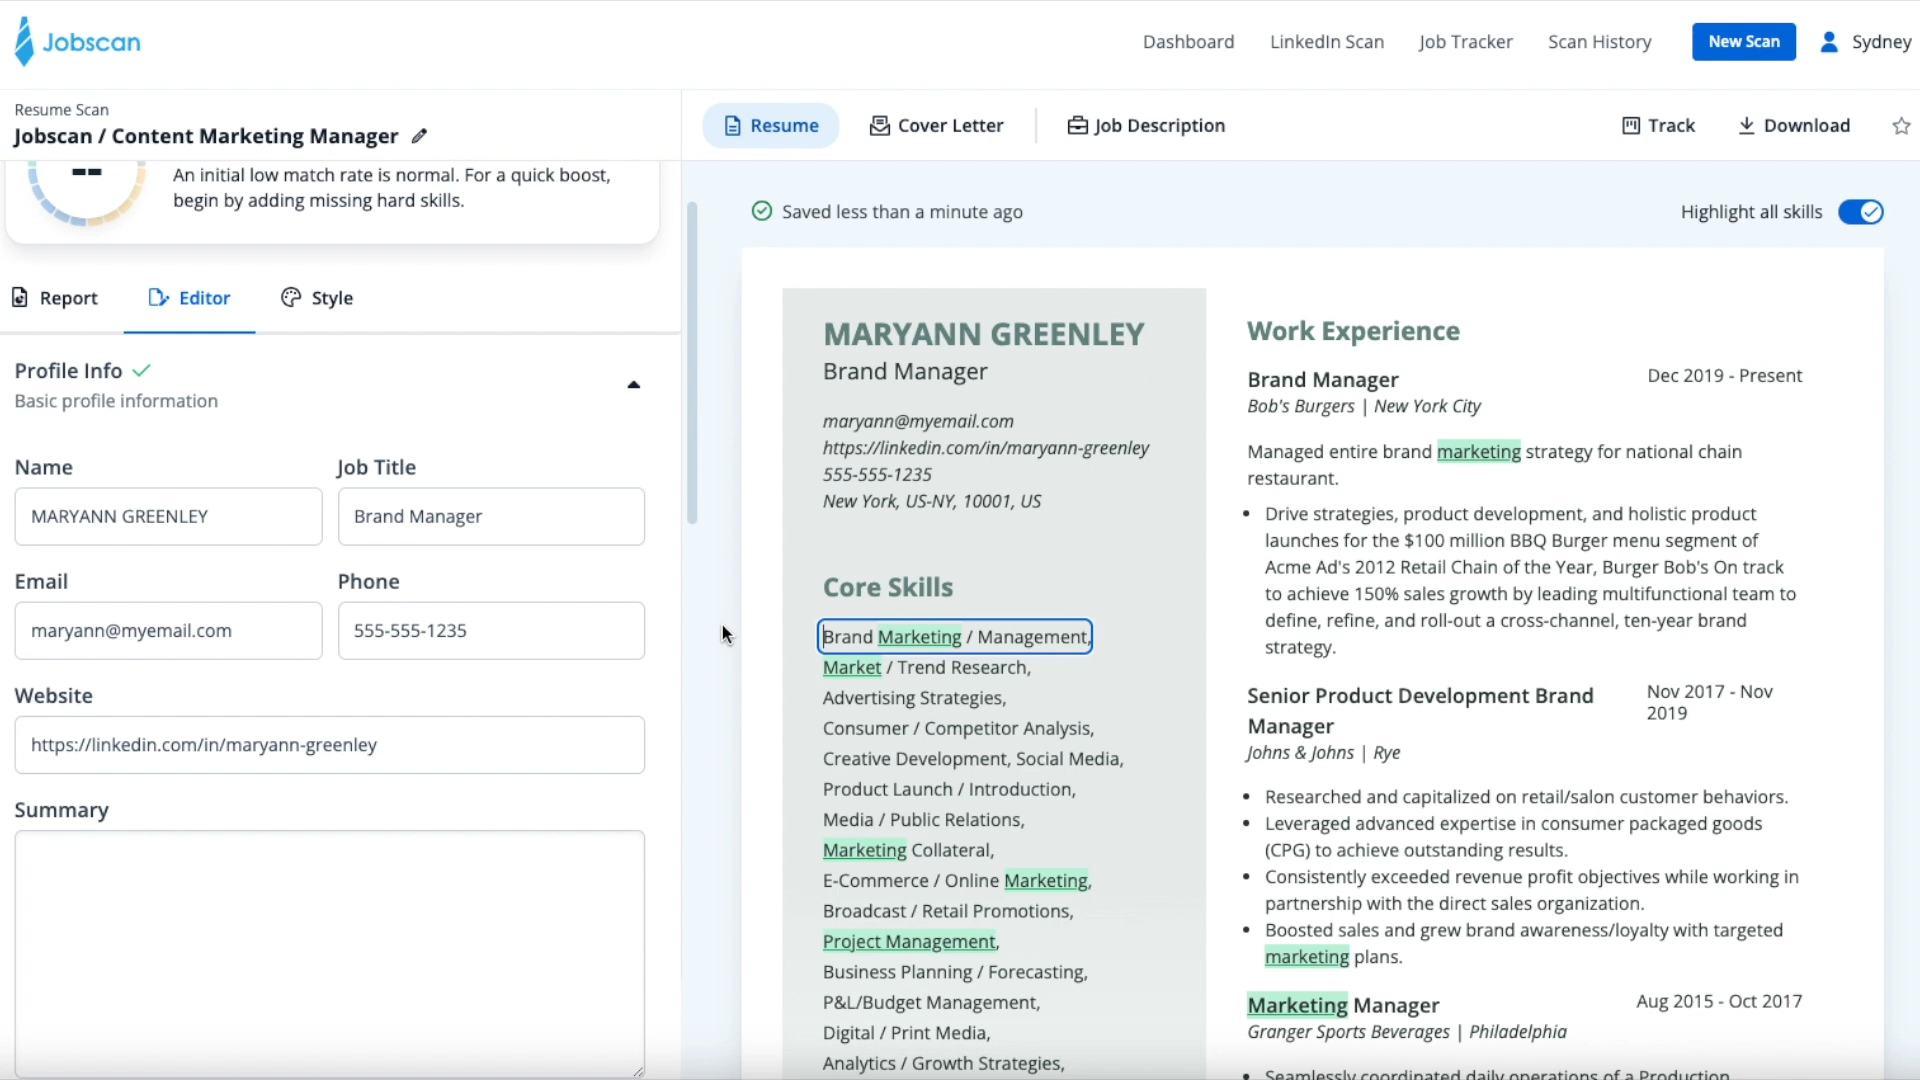 Jobscan
Dashboard
LinkedIn Scan
Job Tracker
Scan History
New Scan
Sydney
Resume Scan
Jobscan / Content Marketing Manager
Resume
Cover Letter
Job Description
Track
Download
--
An initial low match rate is normal. For a quick boost,
begin by adding missing hard skills.
Report
Editor
Style
Profile Info
Basic profile information
Name
Job Title
MARYANN GREENLEY
Brand Manager
Email
Phone
maryann@myemail.com
555-555-1235
Website
https://linkedin.com/in/maryann-greenley
Summary
Saved less than a minute ago
Highlight all skills
MARYANN GREENLEY
Brand Manager
maryann@myemail.com
https://linkedin.com/in/maryann-greenley
555-555-1235
New York, US-NY, 10001, US
Core Skills
Brand Marketing / Management,
Market / Trend Research,
Advertising Strategies,
Consumer / Competitor Analysis,
Creative Development, Social Media,
Product Launch / Introduction,
Media / Public Relations,
Marketing Collateral,
E-Commerce / Online Marketing,
Broadcast / Retail Promotions,
Project Management,
Business Planning / Forecasting,
P&L/Budget Management,
Digital / Print Media,
Analytics / Growth Strategies,
Work Experience
Brand Manager
Dec 2019 - Present
Bob's Burgers | New York City
Managed entire brand marketing strategy for national chain
restaurant.
• Drive strategies, product development, and holistic product
launches for the $100 million BBQ Burger menu segment of
Acme Ad's 2012 Retail Chain of the Year, Burger Bob's On track
to achieve 150% sales growth by leading multifunctional team to
define, refine, and roll-out a cross-channel, ten-year brand
strategy.
Senior Product Development Brand
Manager
Nov 2017 - Nov
2019
Johns & Johns | Rye
• Researched and capitalized on retail/salon customer behaviors.
• Leveraged advanced expertise in consumer packaged goods
(CPG) to achieve outstanding results.
• Consistently exceeded revenue profit objectives while working in
partnership with the direct sales organization.
• Boosted sales and grew brand awareness/loyalty with targeted
marketing plans.
Marketing Manager
Aug 2015 - Oct 2017
Granger Sports Beverages | Philadelphia
• Seamlessly coordinated daily operations of a Production